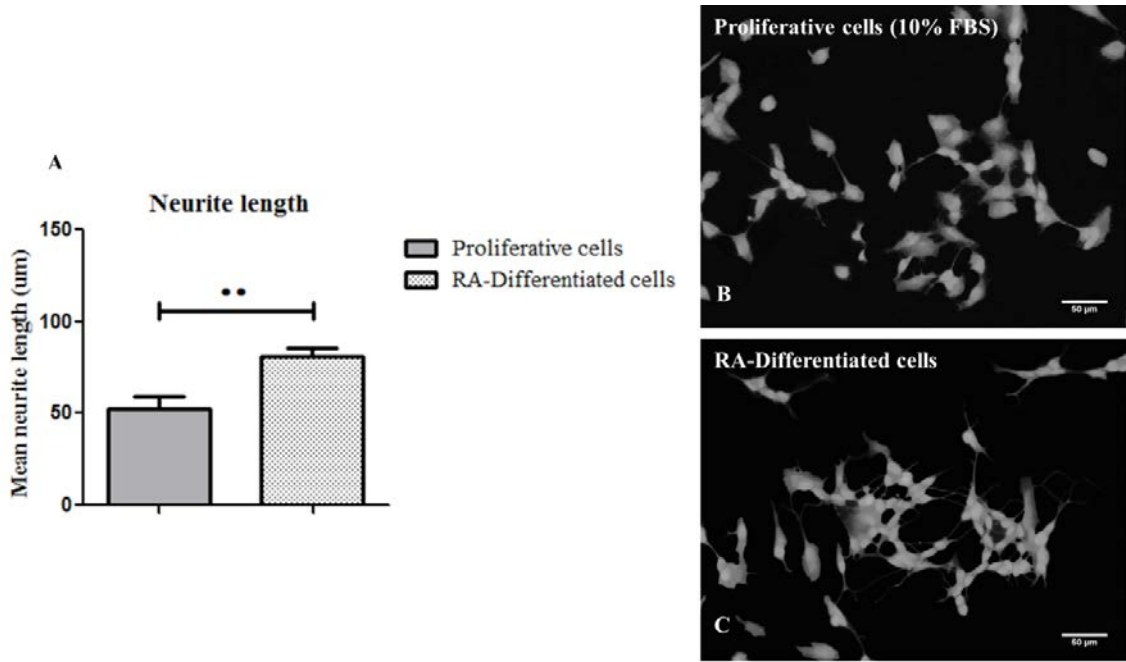 A
Neurite length
150
100
50
0
Mean neurite length (um)
••
Proliferative cells
RA-Differentiated cells
Proliferative cells (10% FBS)
B
50 µm
RA-Differentiated cells
C
50 µm